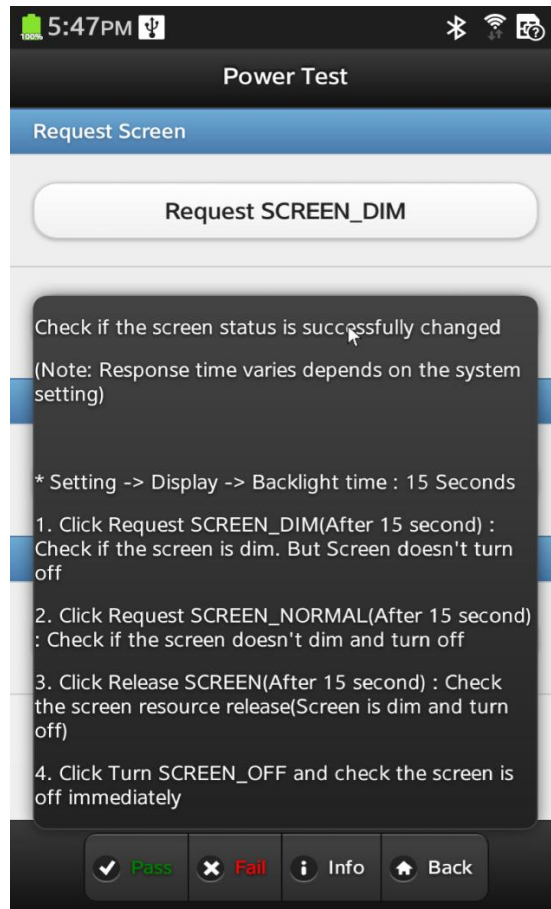 100%
5:47PM
Power Test
Request Screen
Request SCREEN_DIM
Check if the screen status is successfully changed
(Note: Response time varies depends on the system
setting)
* Setting -> Display -> Backlight time : 15 Seconds
1. Click Request SCREEN_DIM(After 15 second) :
Check if the screen is dim. But Screen doesn't turn
off
2. Click Request SCREEN_NORMAL(After 15 second)
: Check if the screen doesn't dim and turn off
3. Click Release SCREEN(After 15 second) : Check
the screen resource release(Screen is dim and turn
off)
4. Click Turn SCREEN_OFF and check the screen is
off immediately
Pass Fail Info Back